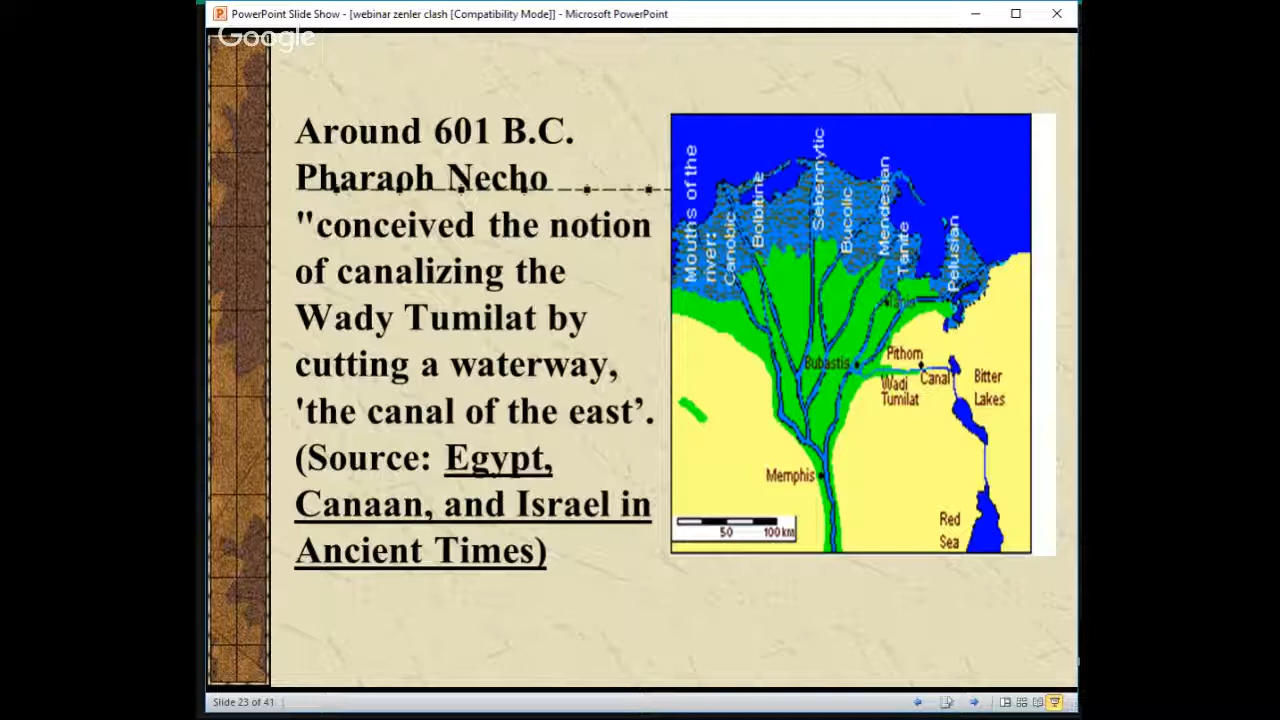 PowerPoint Slide Show - [webinar zenler clash [Compatibility Mode]] - Microsoft PowerPoint
Google
Around 601 B.C.
Pharaoh Necho
"conceived the notion
of canalizing the
Wady Tumilat by
cutting a waterway,
'the canal of the east’.
(Source: Egypt,
Canaan, and Israel in
Ancient Times)
Mouths of the
river:
Canobic
Bolbitine
Sebennytic
Bucolic
Mendesian
Tanite
Pelusian
Bubastis
Pithom
Wadi
Tumilat
Canal
Bitter
Lakes
Memphis
Red
Sea
50 100 km
Slide 23 of 41